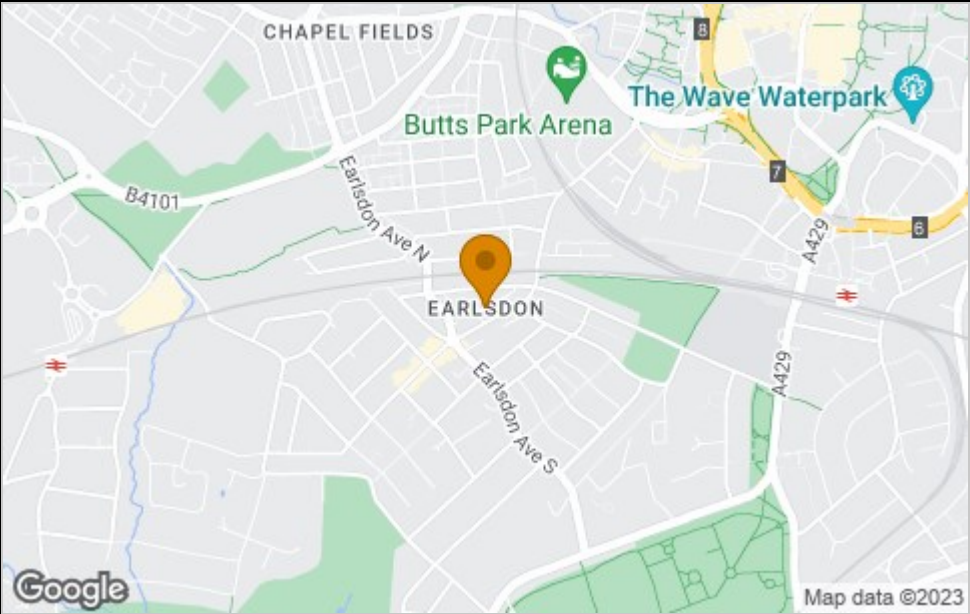 CHAPEL FIELDS
8
The Wave Waterpark
Butts Park Arena
7
B4101
Earlsdon Ave N
6
A429
EARLSDON
A429
Earlsdon Ave S
Google
Map data ©2023